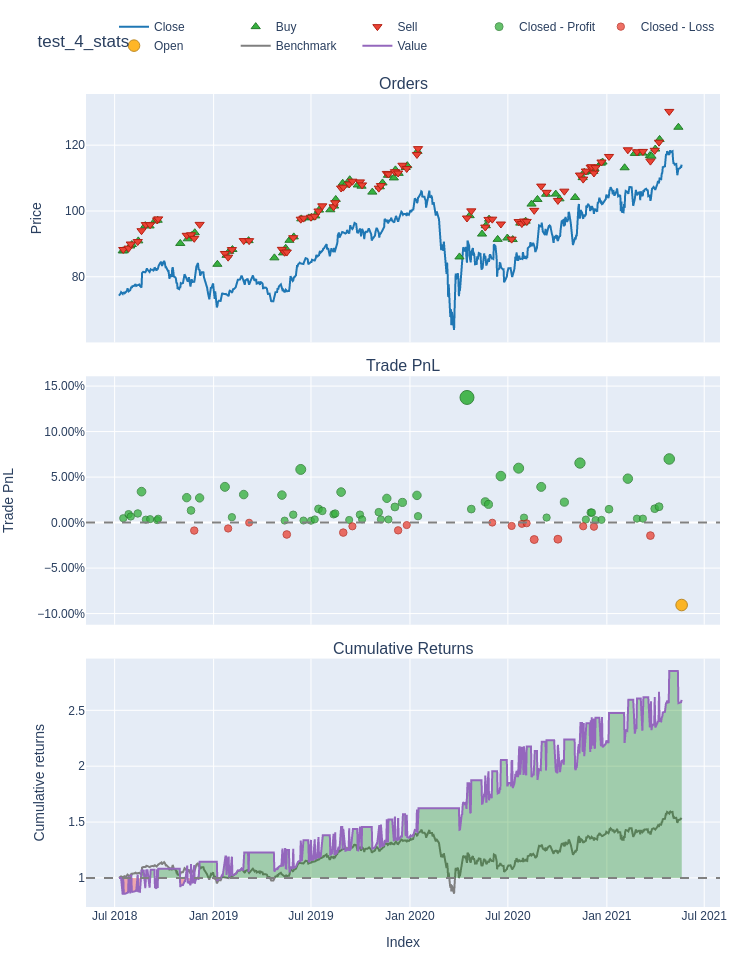 test_4_stats
Close
Buy
Sell
Closed - Profit
Closed - Loss
Open
Benchmark
Value
Orders
120
100
80
Price
Trade PnL
15.00%
10.00%
5.00%
0.00%
−5.00%
−10.00%
Trade PnL
Cumulative Returns
2.5
2
1.5
1
Cumulative returns
Jul 2018
Jan 2019
Jul 2019
Jan 2020
Jul 2020
Jan 2021
Jul 2021
Index